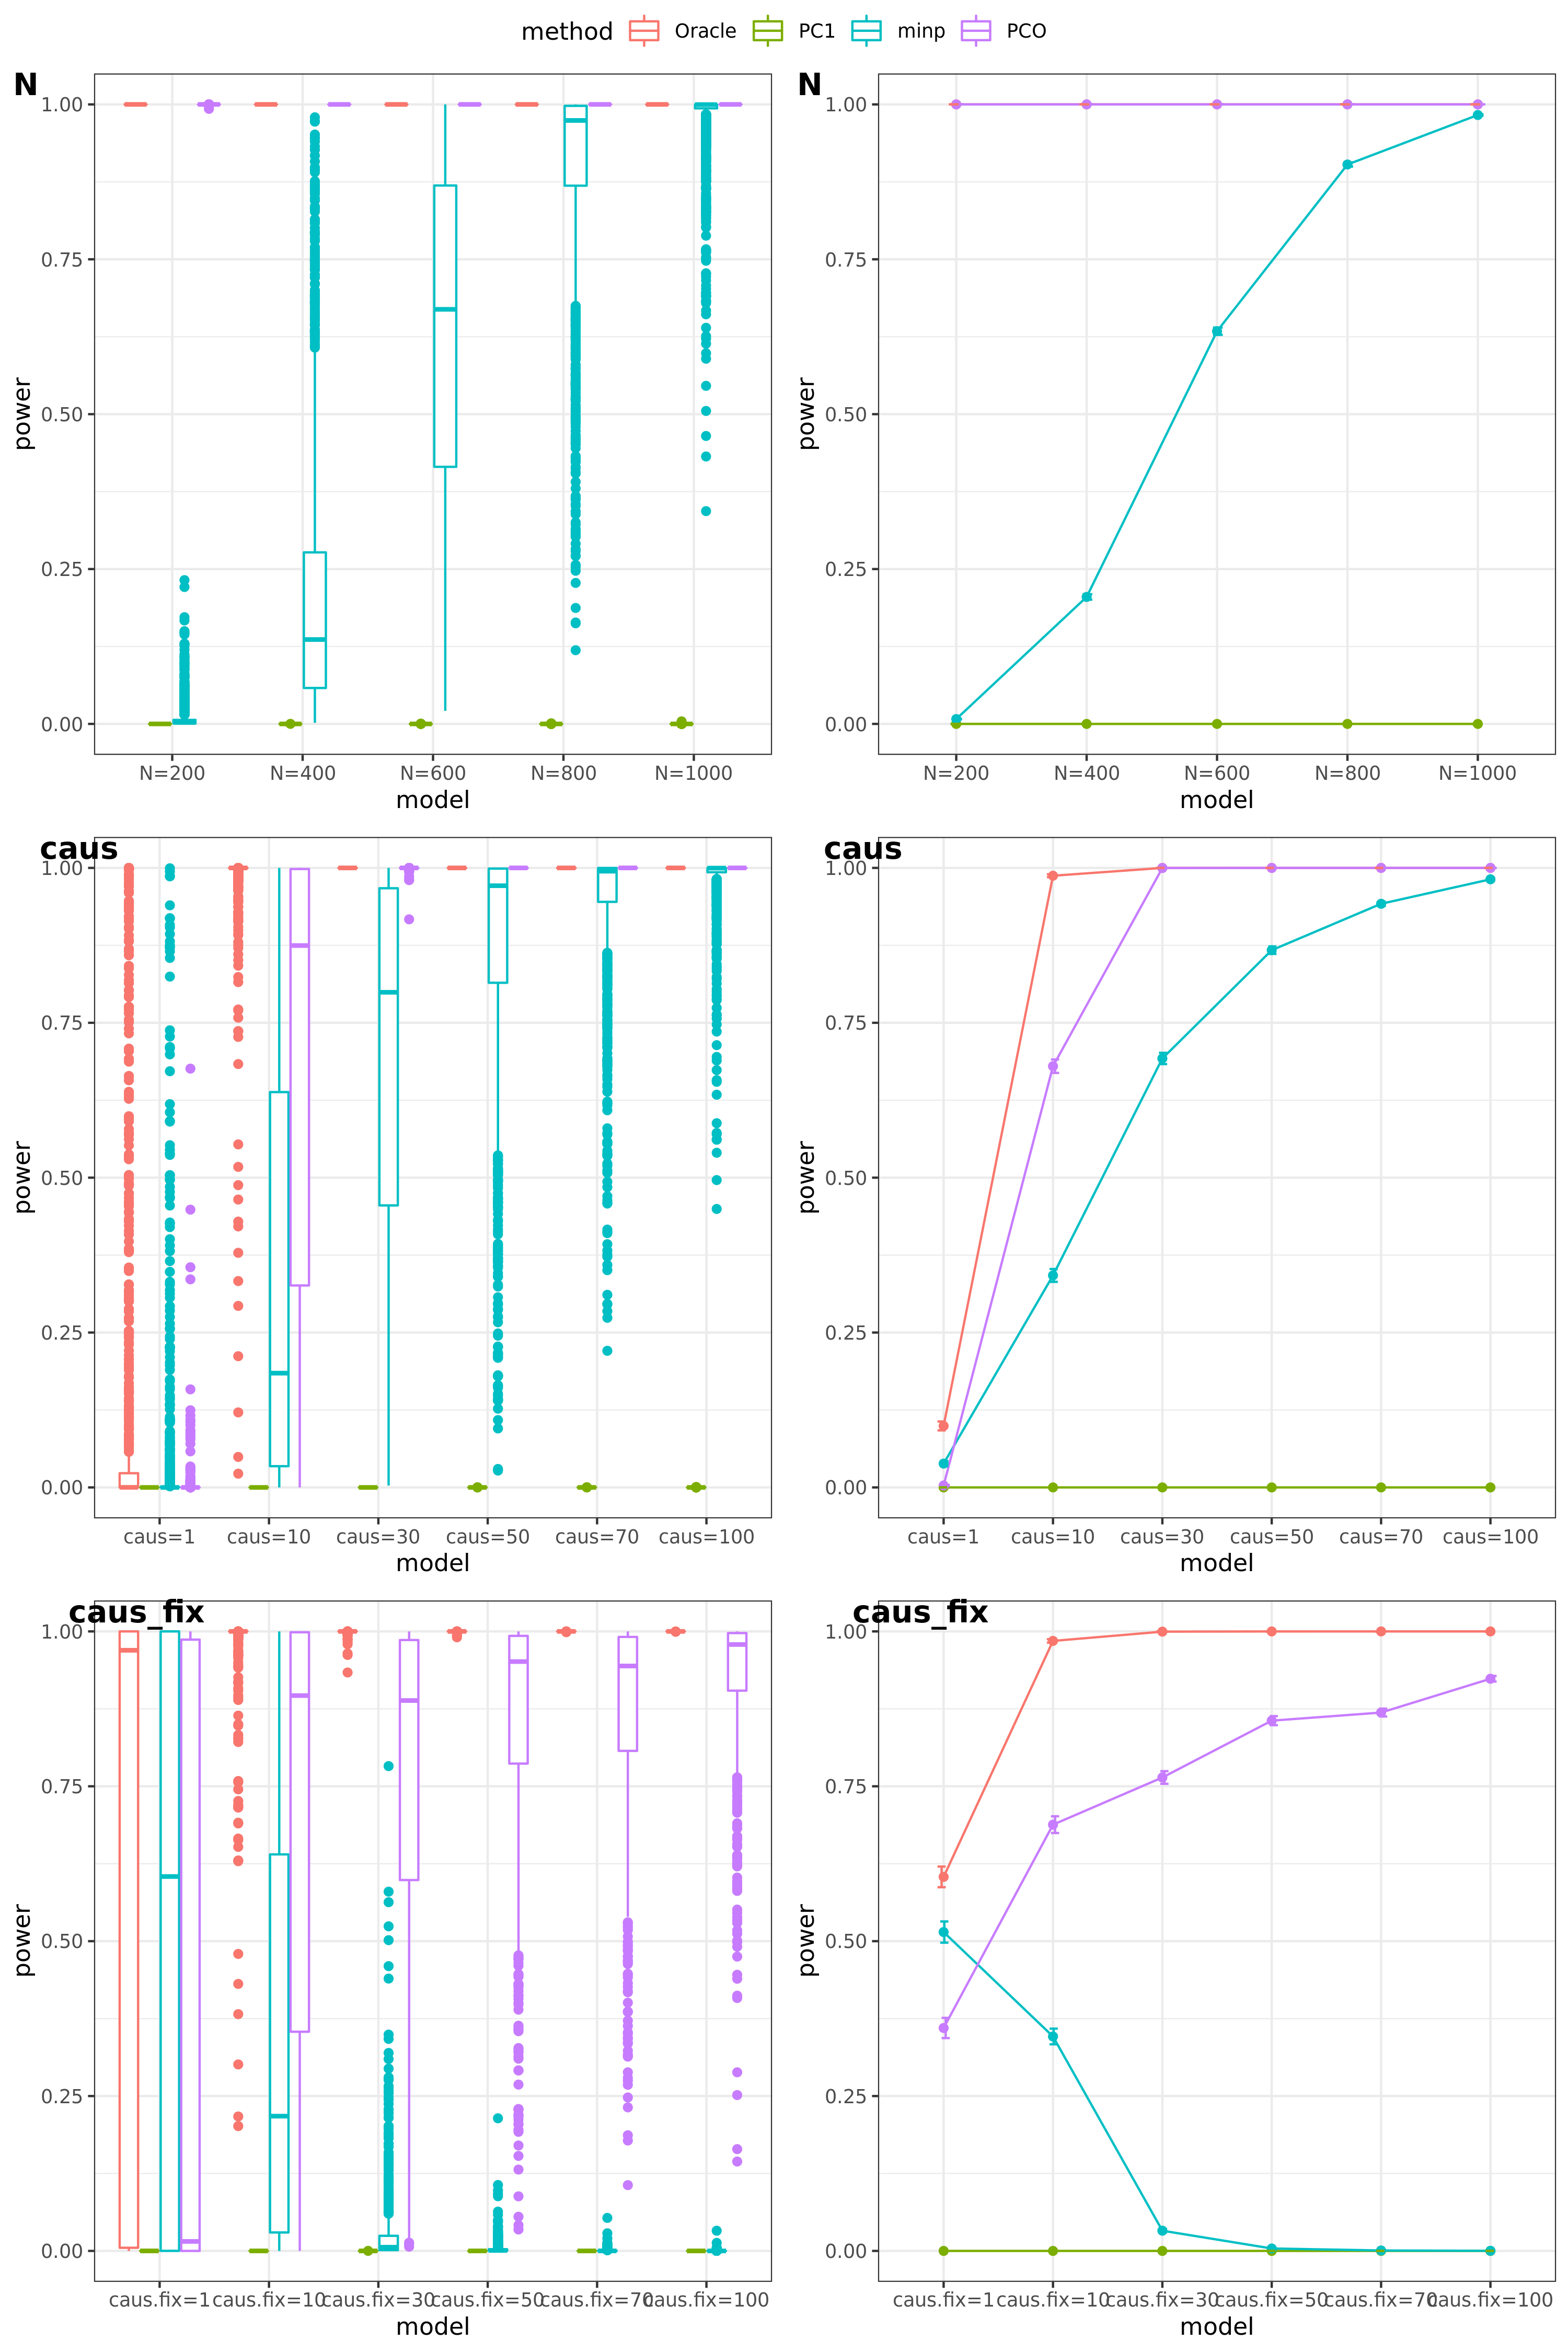 method Oracle PC1 minp PCO
N
1.00
0.75
0.50
0.25
0.00
power
N=200 N=400 N=600 N=800 N=1000
model
N
1.00
0.75
0.50
0.25
0.00
power
N=200 N=400 N=600 N=800 N=1000
model
caus
1.00
0.75
0.50
0.25
0.00
power
caus=1 caus=10 caus=30 caus=50 caus=70 caus=100
model
caus
1.00
0.75
0.50
0.25
0.00
power
caus=1 caus=10 caus=30 caus=50 caus=70 caus=100
model
caus_fix
1.00
0.75
0.50
0.25
0.00
power
caus.fix=1 caus.fix=10 caus.fix=30 caus.fix=50 caus.fix=70 caus.fix=100
model
caus_fix
1.00
0.75
0.50
0.25
0.00
power
caus.fix=1 caus.fix=10 caus.fix=30 caus.fix=50 caus.fix=70 caus.fix=100
model